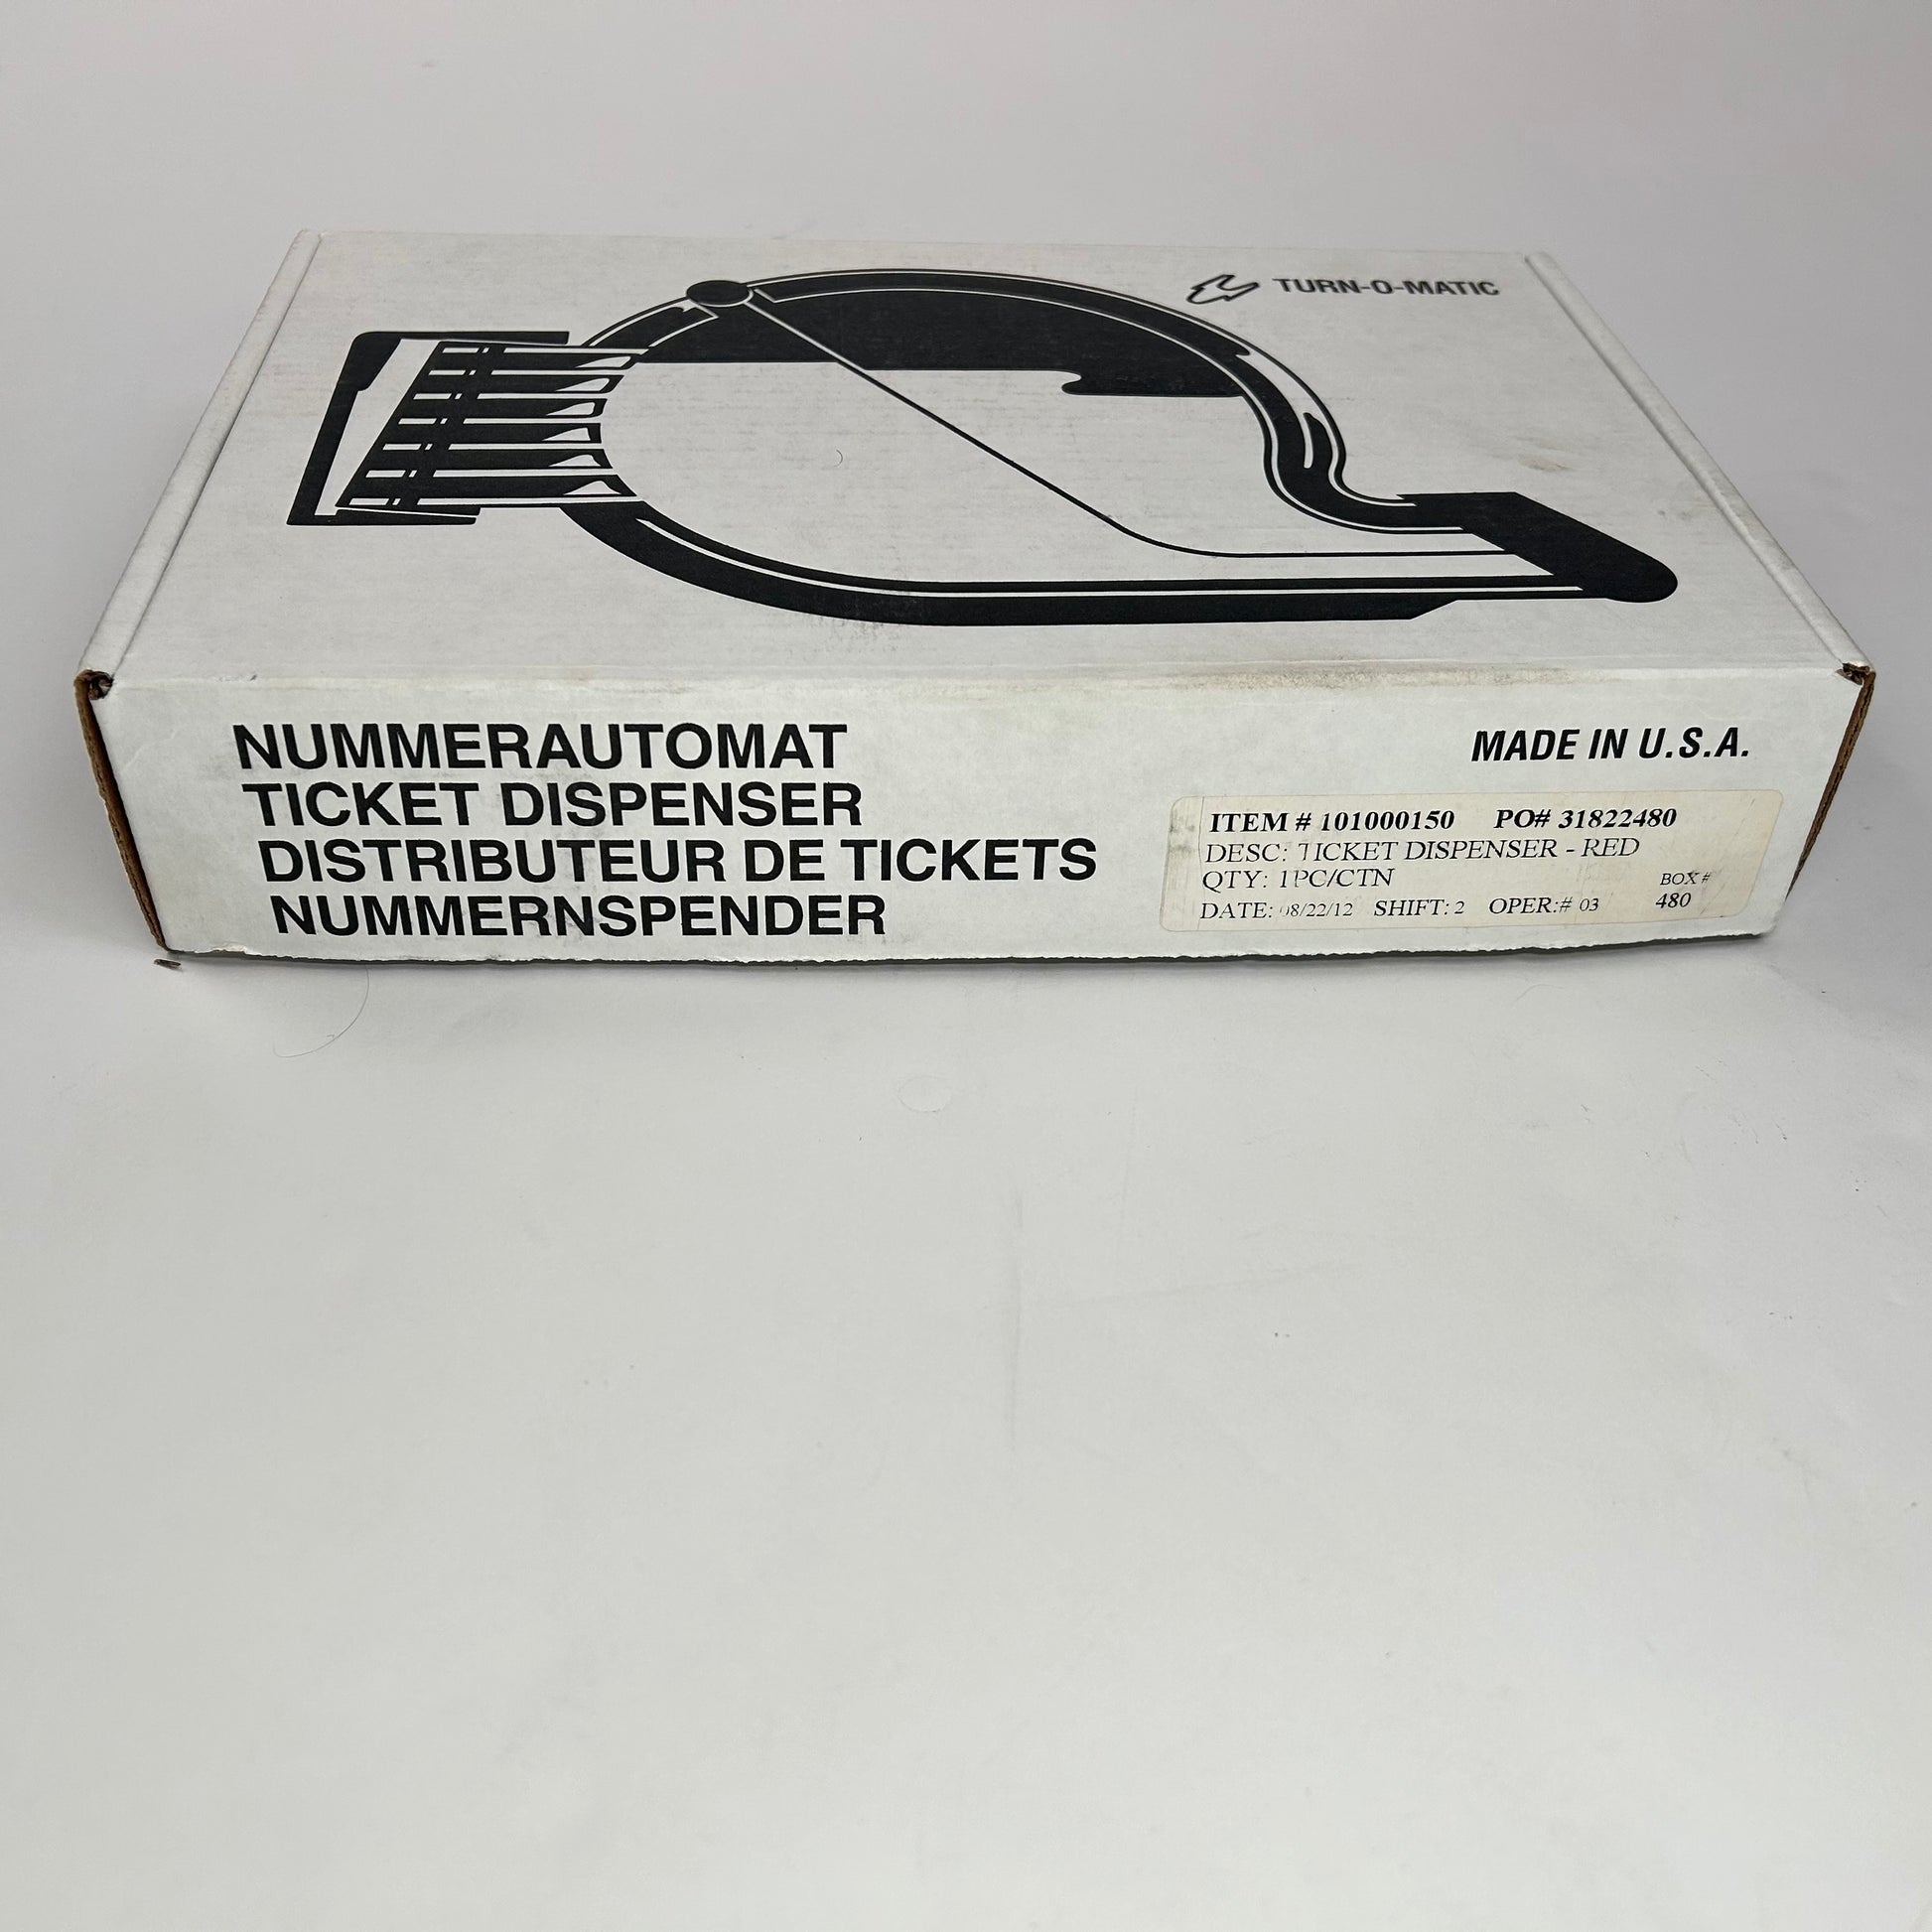 TURN-O-MATIC
NUMMERAUTOMAT
TICKET DISPENSER
DISTRIBUTEUR DE TICKETS
NUMMERNSPENDER
MADE IN U.S.A.
ITEM # 101000150 PO# 31822480
DESC: TICKET DISPENSER - RED
QTY: 1PC/CTN BOX #
DATE: 08/22/12 SHIFT: 2 OPER:# 03 480